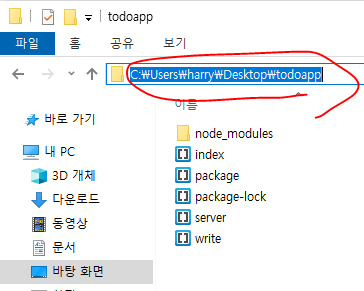 todoapp
파일 홈 공유 보기
C:₩Users₩harry₩Desktop₩todoapp
이름
바로 가기
node_modules
내 PC
index
3D 개체
package
다운로드
package-lock
동영상
server
문서
write
바탕 화면